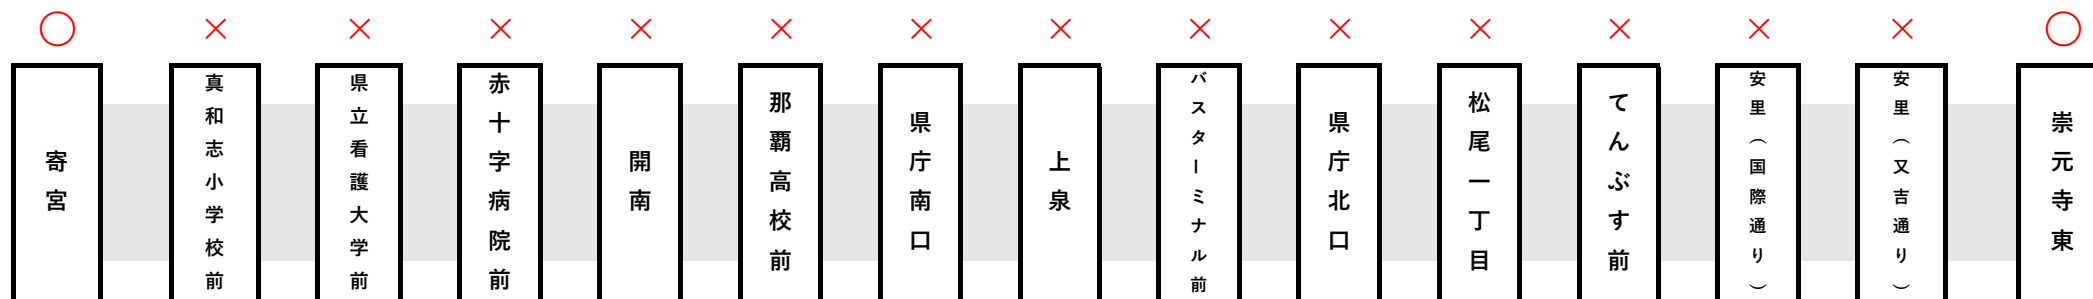 ○ × × × × × × × × × × × × × ○
寄宮
真和志小学校前
県立看護大学前
赤十字病院前
開南
那覇高校前
県庁南口
上泉
バスターミナル前
県庁北口
松尾一丁目
てんぶす前
安里（国際通り）
安里（又吉通り）
崇元寺東